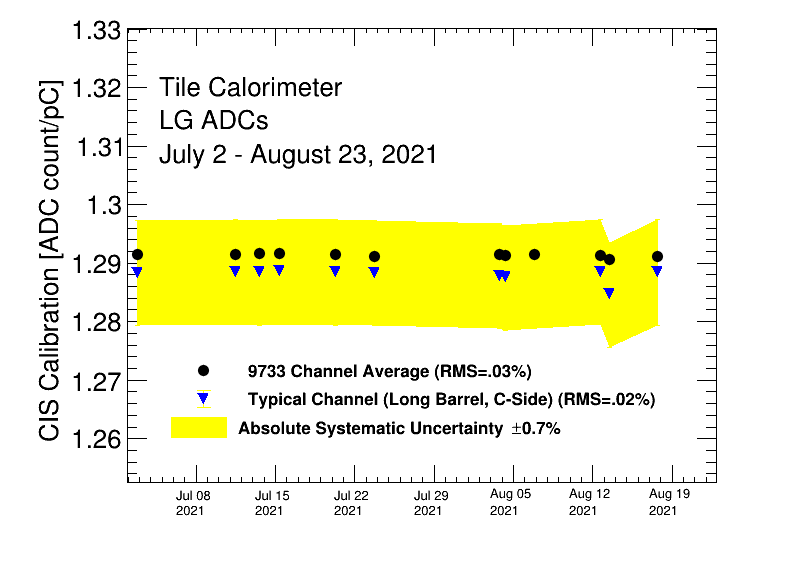 1.33
1.32
1.31
1.3
1.29
1.28
1.27
1.26
CIS Calibration [ADC count/pC]
Tile Calorimeter
LG ADCs
July 2 - August 23, 2021
9733 Channel Average (RMS=.03%)
Typical Channel (Long Barrel, C-Side) (RMS=.02%)
Absolute Systematic Uncertainty ±0.7%
Jul 08 2021
Jul 15 2021
Jul 22 2021
Jul 29 2021
Aug 05 2021
Aug 12 2021
Aug 19 2021